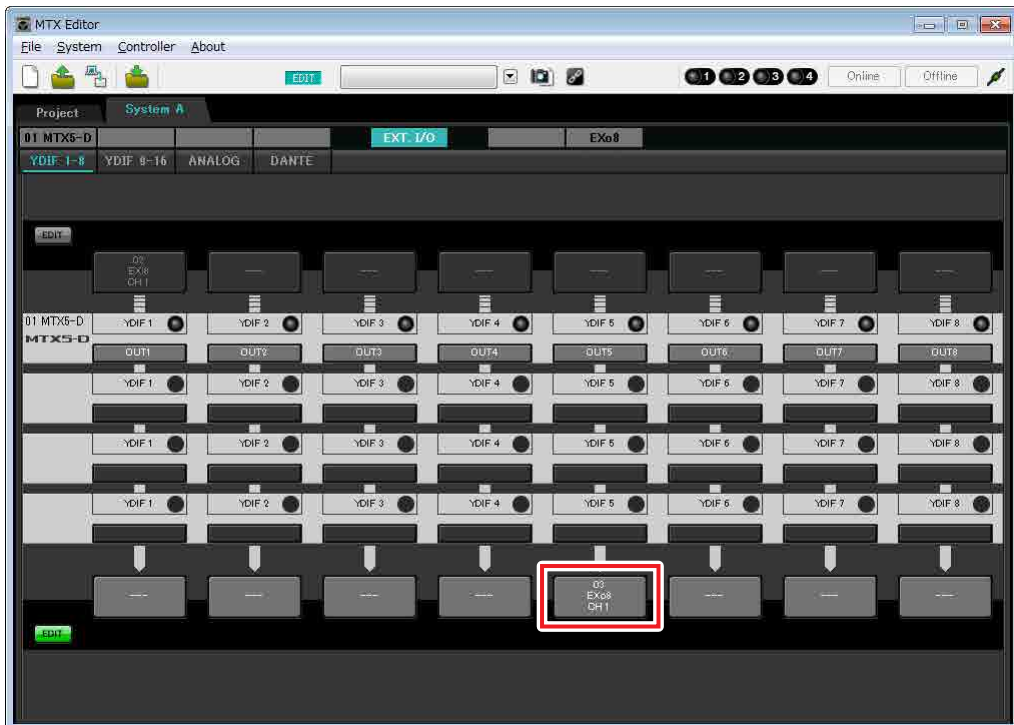 MTX Editor
File System Controller About
EDIT 1 2 3 4 Online Offline
Project System A
01 MTX5-D EXT. I/O EXo8
YDIF 1-8 YDIF 9-16 ANALOG DANTE
EDIT
CH 1
--- --- --- --- --- --- ---
01 MTX5-D YDIF 1 YDIF 2 YDIF 3 YDIF 4 YDIF 5 YDIF 6 YDIF 7 YDIF 8
MTX5-D OUT1 OUT2 OUT3 OUT4 OUT5 OUT6 OUT7 OUT8
YDIF 1 YDIF 2 YDIF 3 YDIF 4 YDIF 5 YDIF 6 YDIF 7 YDIF 8
YDIF 1 YDIF 2 YDIF 3 YDIF 4 YDIF 5 YDIF 6 YDIF 7 YDIF 8
YDIF 1 YDIF 2 YDIF 3 YDIF 4 YDIF 5 YDIF 6 YDIF 7 YDIF 8
--- --- --- --- 03 --- --- ---
EXo8
CH 1
EDIT